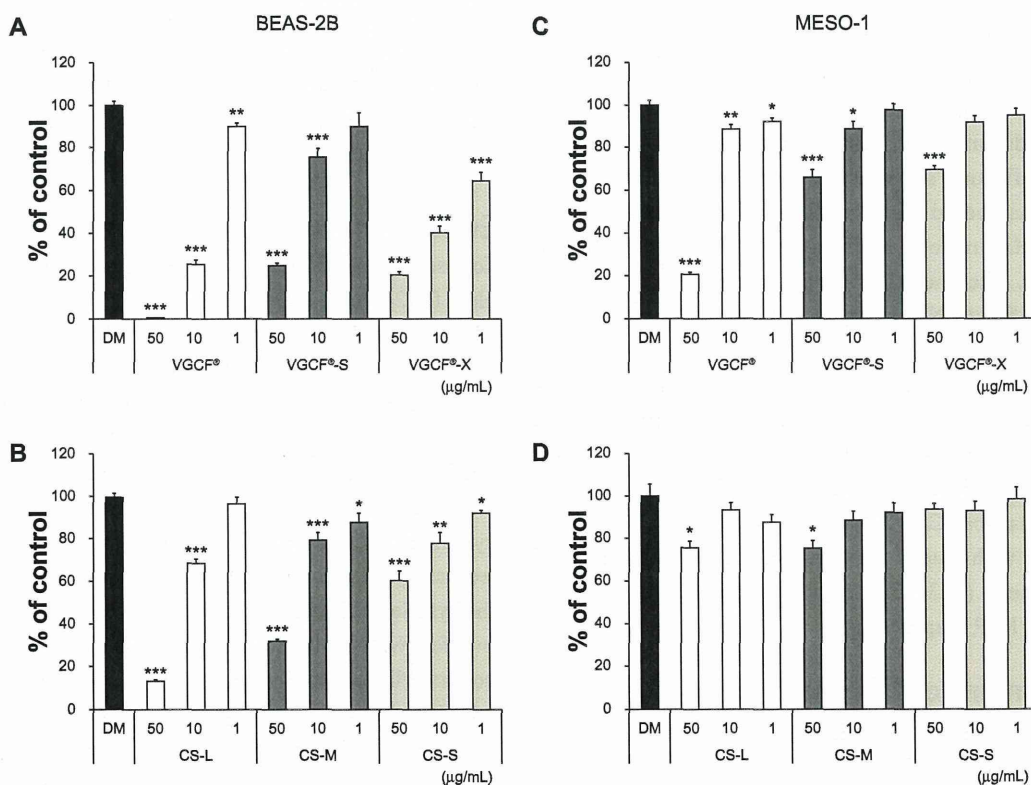 A
BEAS-2B
% of control
120
100
80
60
40
20
0
***
***
**
***
***
***
***
***
DM 50 10 1 50 10 1 50 10 1
VGCF® VGCF®-S VGCF®-X
(μg/mL)
C
MESO-1
% of control
120
100
80
60
40
20
0
***
**
*
***
*
***
DM 50 10 1 50 10 1 50 10 1
VGCF® VGCF®-S VGCF®-X
(μg/mL)
B
% of control
120
100
80
60
40
20
0
***
***
***
***
*
***
**
*
DM 50 10 1 50 10 1 50 10 1
CS-L CS-M CS-S
(μg/mL)
D
% of control
120
100
80
60
40
20
0
*
*
DM 50 10 1 50 10 1 50 10 1
CS-L CS-M CS-S
(μg/mL)